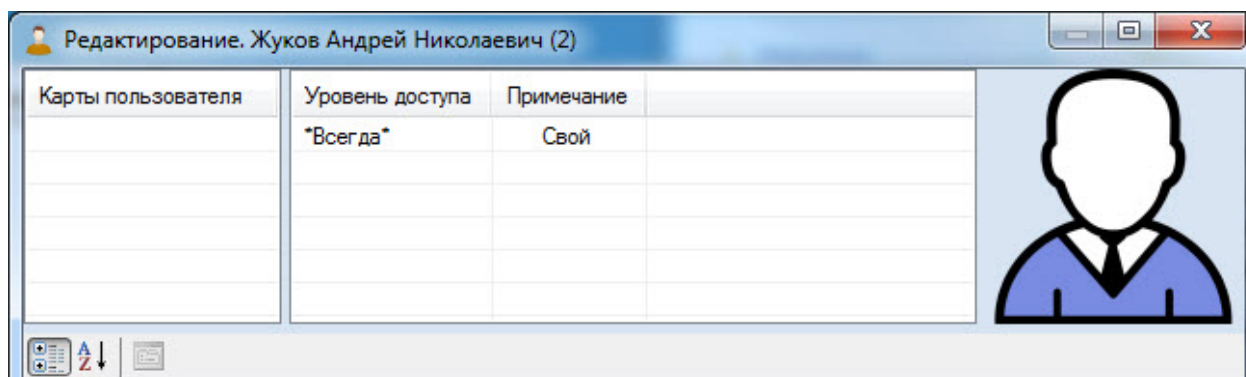 Редактирование. Жуков Андрей Николаевич (2)
Карты пользователя Уровень доступа Примечание
*Всегда* Свой